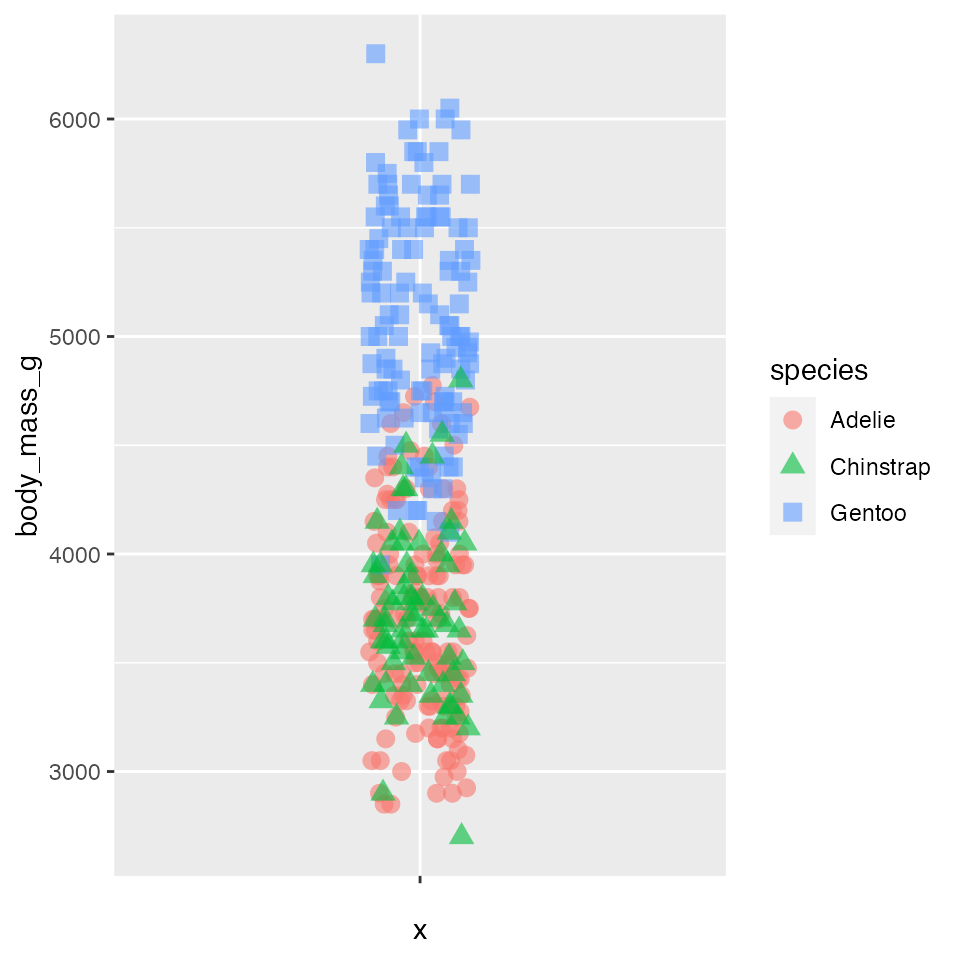 body_mass_g
6000
5000
4000
3000
x
species
Adelie
Chinstrap
Gentoo